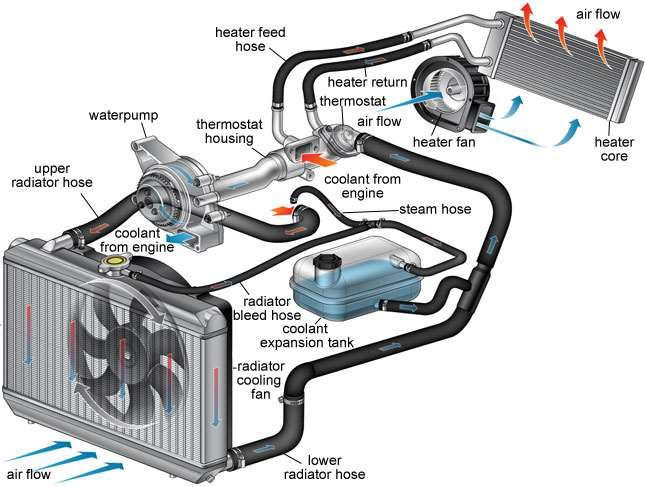 heater feed
hose
air flow
heater return
thermostat
waterpump
thermostat
housing
air flow
heater fan
heater
core
upper
radiator hose
coolant from
engine
steam hose
coolant
from engine
radiator
bleed hose
coolant
expansion tank
radiator
cooling
fan
air flow
lower
radiator hose